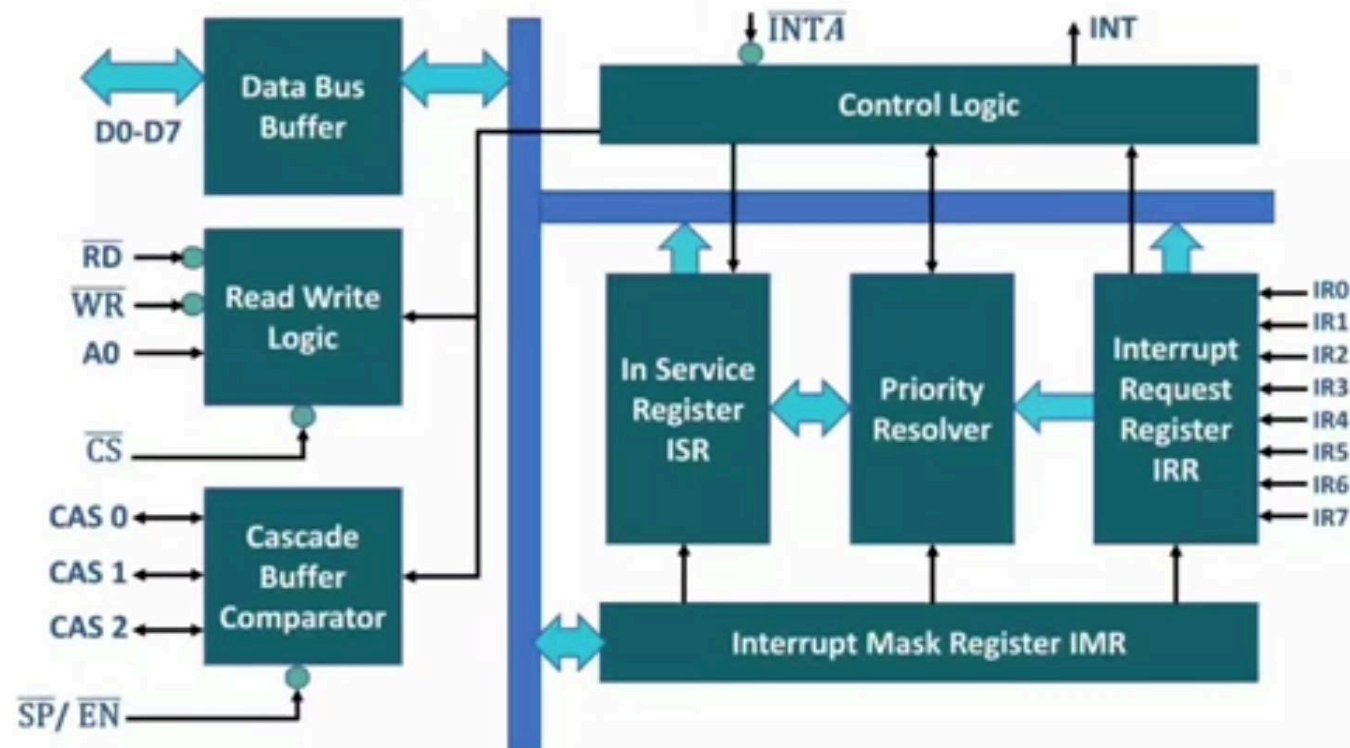 INTA
INT
Data Bus
Buffer
D0-D7
Control Logic
RD
WR
A0
Read Write
Logic
CS
In Service
Register
ISR
Priority
Resolver
Interrupt
Request
Register
IRR
IR0
IR1
IR2
IR3
IR4
IR5
IR6
IR7
CAS 0
CAS 1
CAS 2
Cascade
Buffer
Comparator
SP/ EN
Interrupt Mask Register IMR